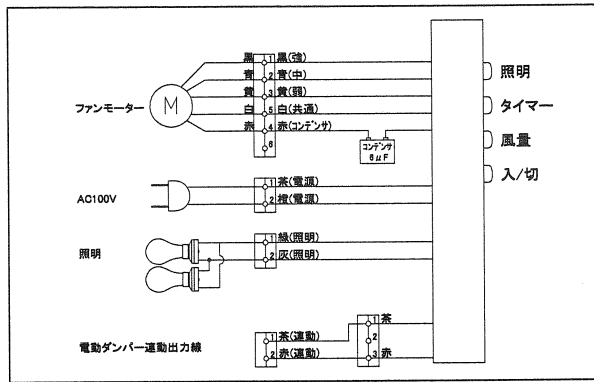 黒 1 黒(強)
青 2 青(中)
黄 3 黄(弱)
白 5 白(共通)
赤 4 赤(コンデンサ)
6
ファンモーター
M
コンデンサ
6μF
照明
タイマー
風量
入/切
AC100V
1 茶(電源)
2 橙(電源)
照明
1 緑(照明)
2 灰(照明)
電動ダンパー連動出力線
1 茶(連動)
2 赤(連動)
1 茶
2
3 赤